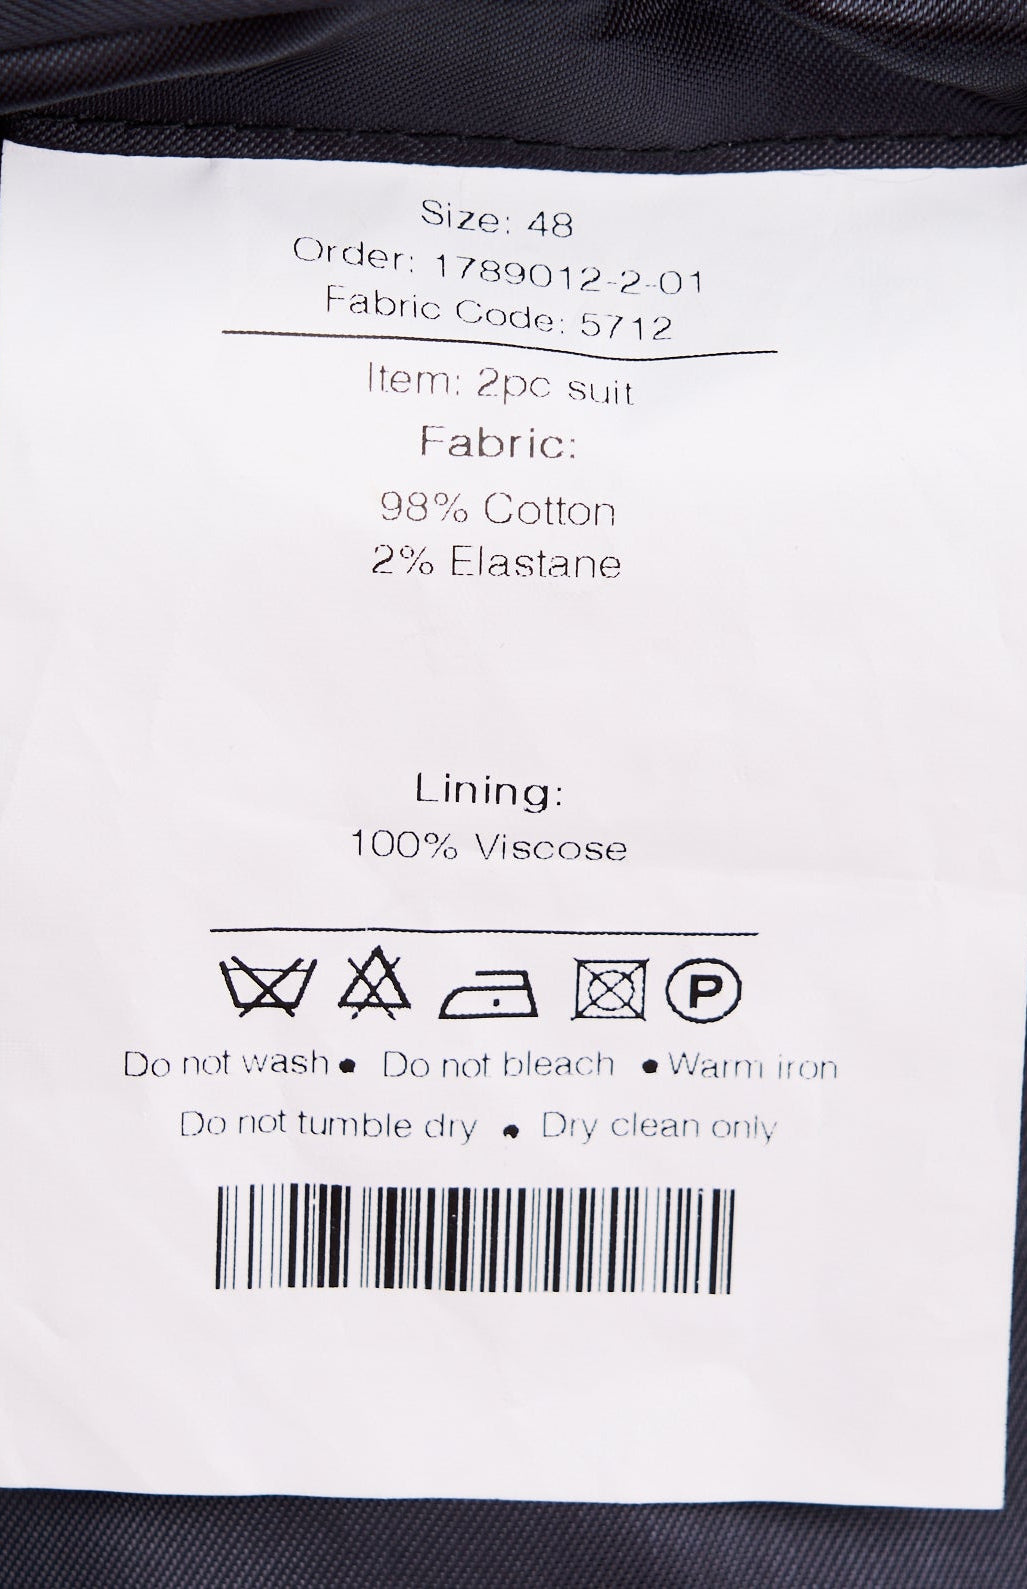 Size: 48
Order: 1789012-2-01
Fabric Code: 5712
Item: 2pc suit
Fabric:
98% Cotton
2% Elastane
Lining:
100% Viscose
P
Do not wash • Do not bleach • Warm iron
Do not tumble dry • Dry clean only